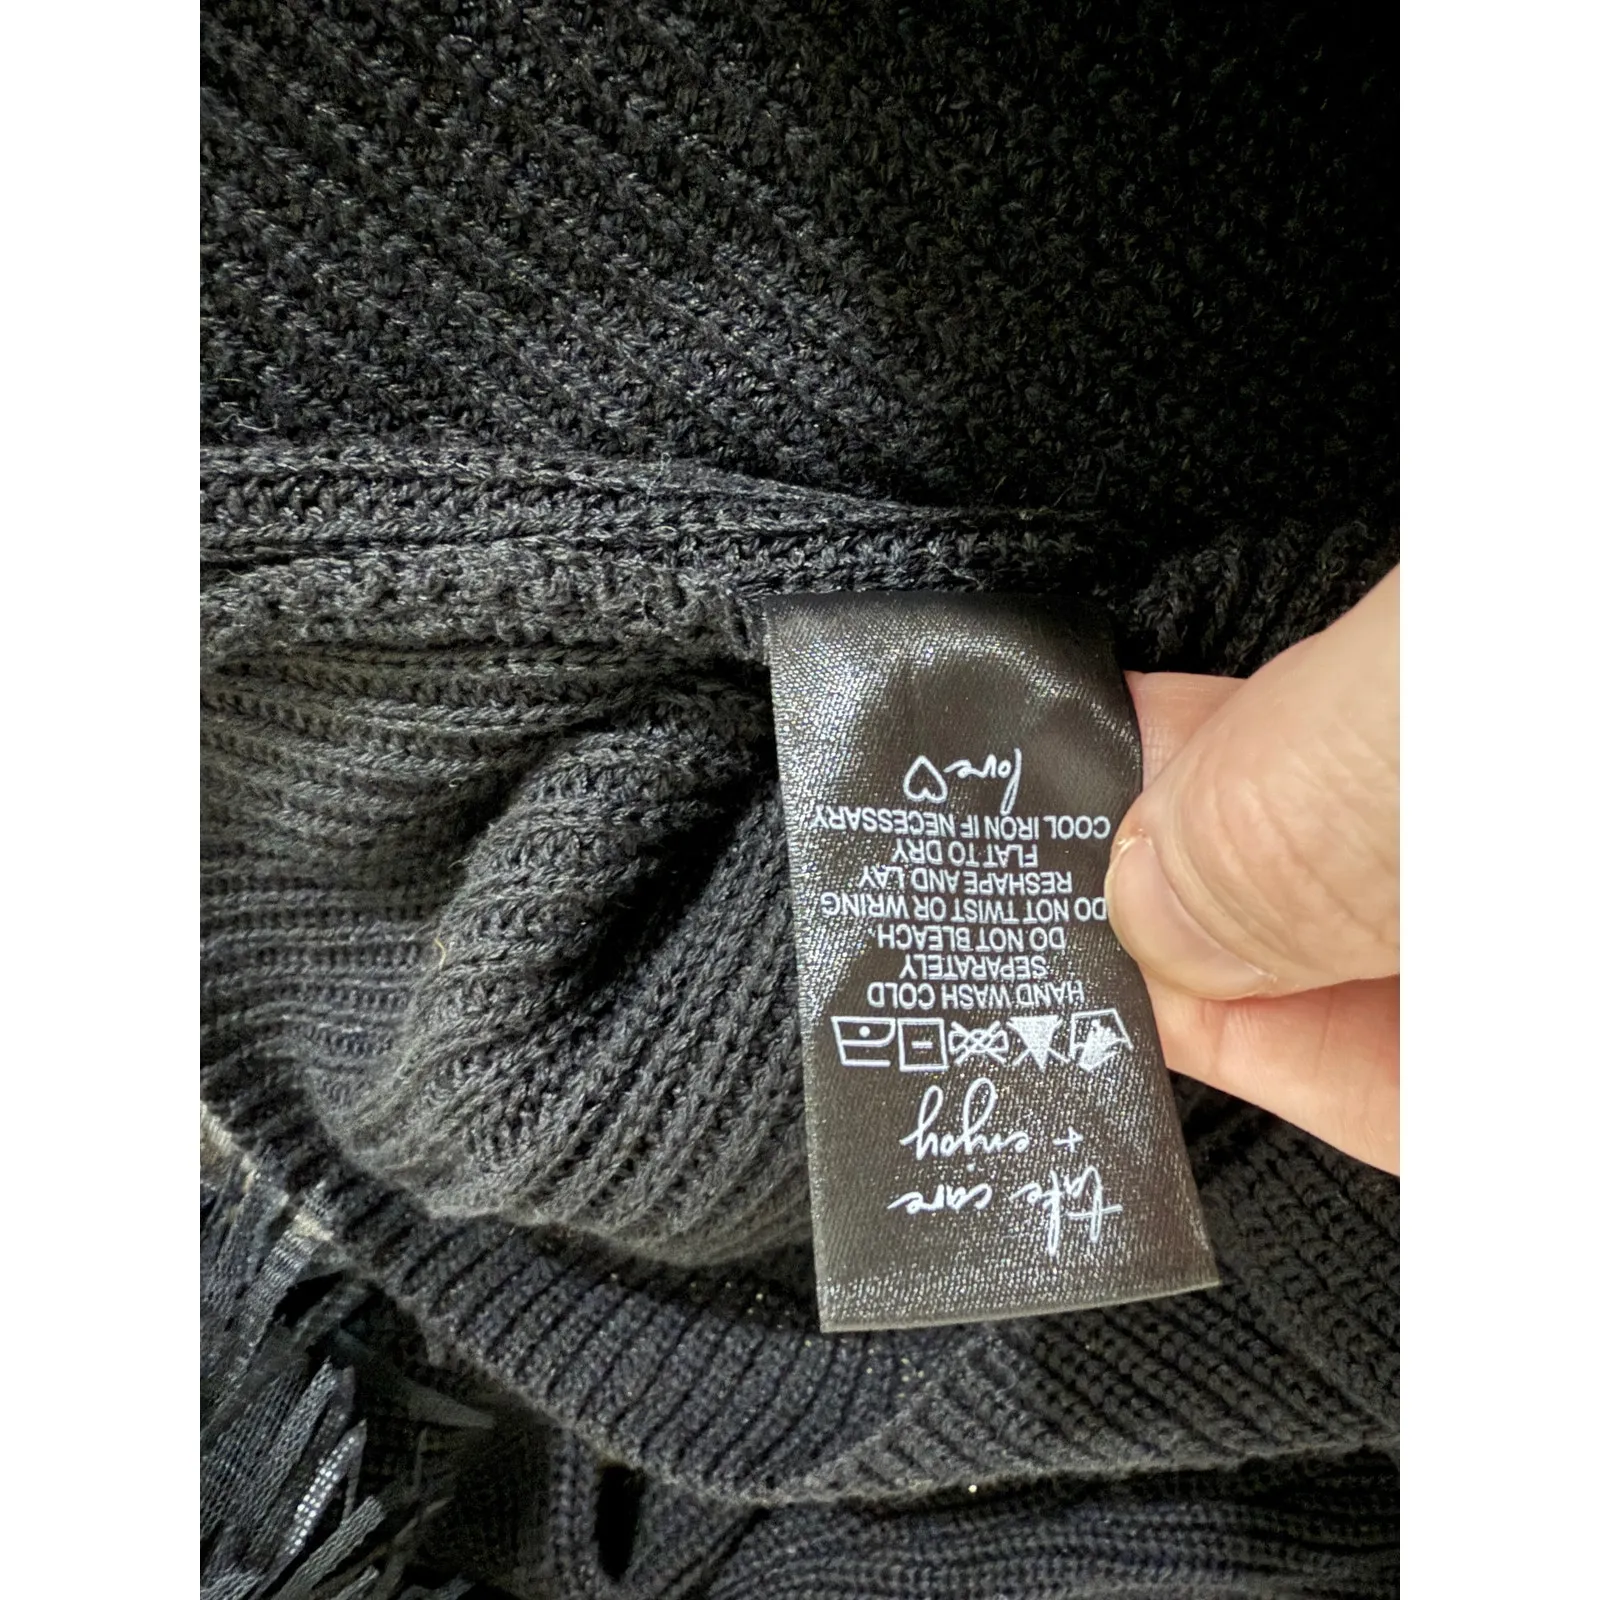 take care
+ enjoy
HAND WASH COLD
SEPARATELY
DO NOT BLEACH
DO NOT TWIST OR WRING
RESHAPE AND LAY
FLAT TO DRY
COOL IRON IF NECESSARY
love